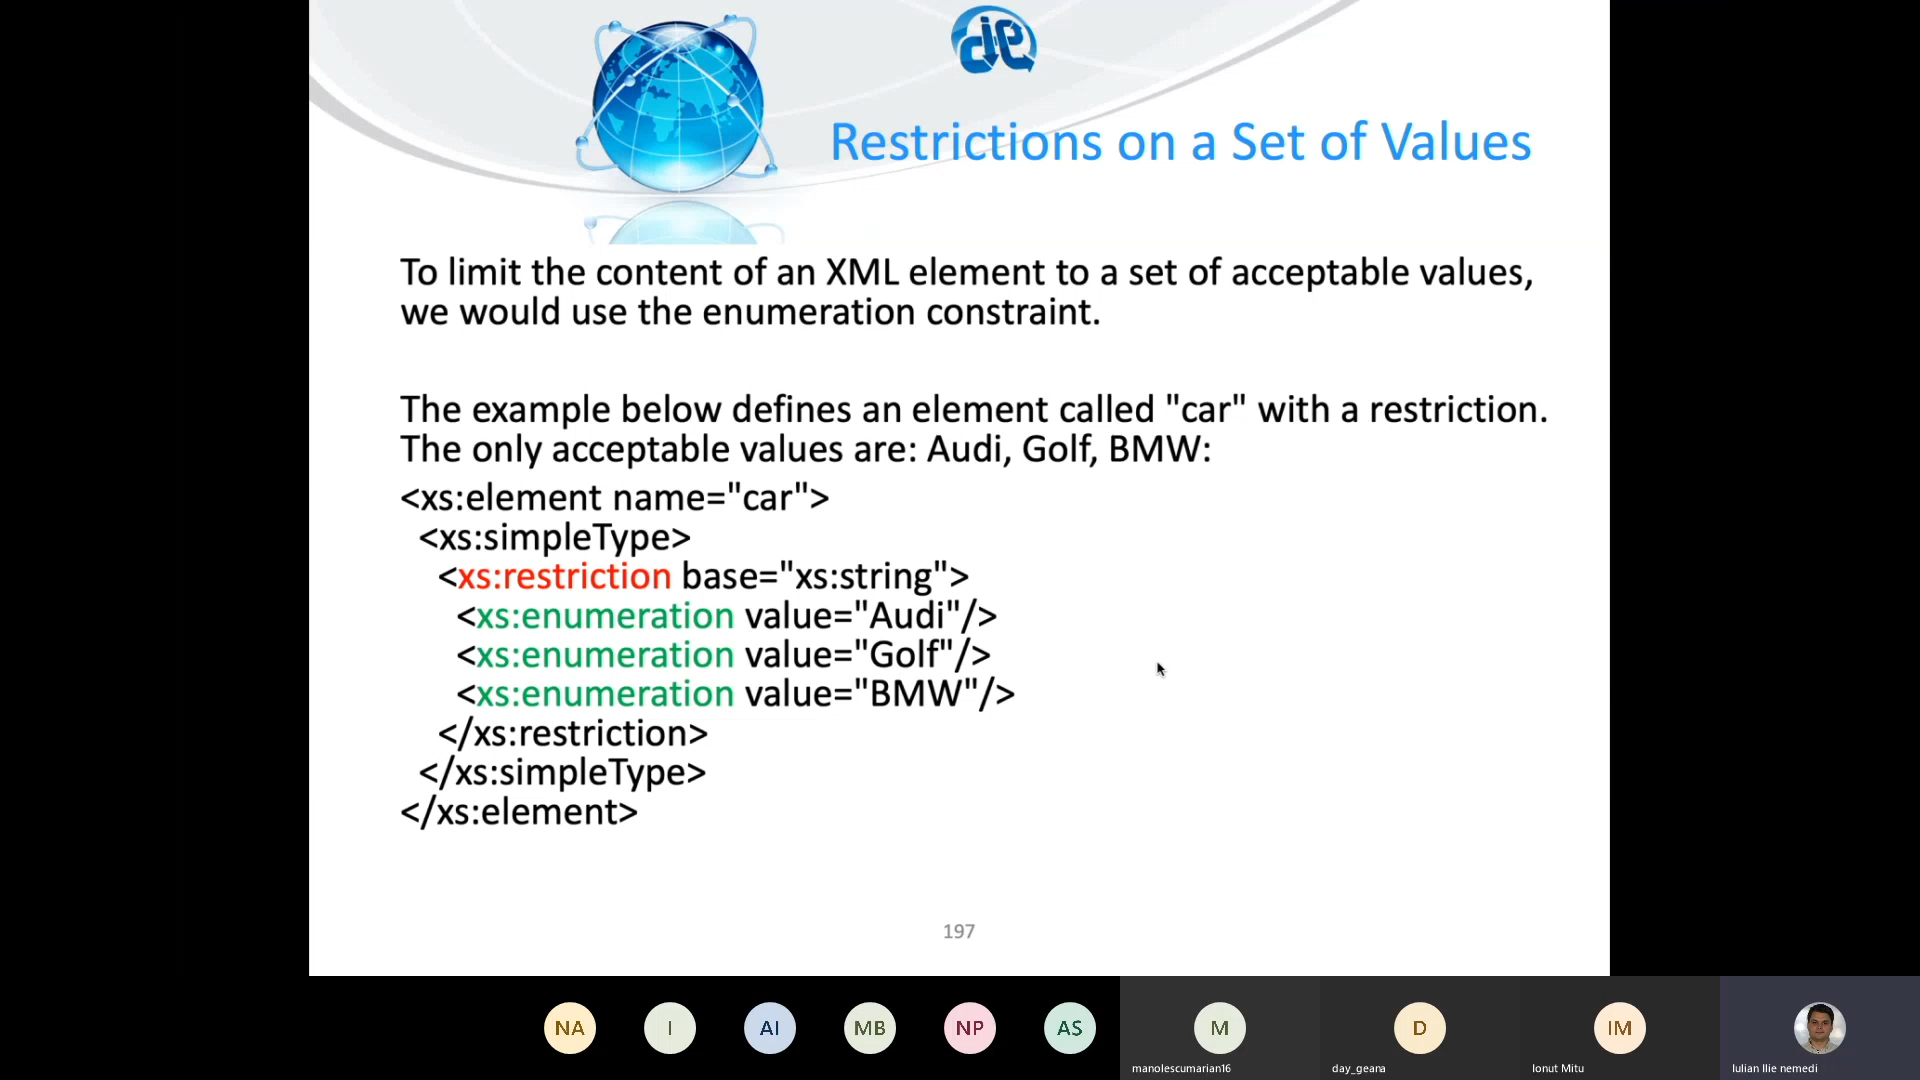 die
Restrictions on a Set of Values
To limit the content of an XML element to a set of acceptable values,
we would use the enumeration constraint.
The example below defines an element called "car" with a restriction.
The only acceptable values are: Audi, Golf, BMW:
<xs:element name="car">
<xs:simpleType>
<xs:restriction base="xs:string">
<xs:enumeration value="Audi"/>
<xs:enumeration value="Golf"/>
<xs:enumeration value="BMW"/>
</xs:restriction>
</xs:simpleType>
</xs:element>
197
NA I AI MB NP AS M D IM
manolescumarian16 day_geana Ionut Mitu Iulian Ilie nemedi